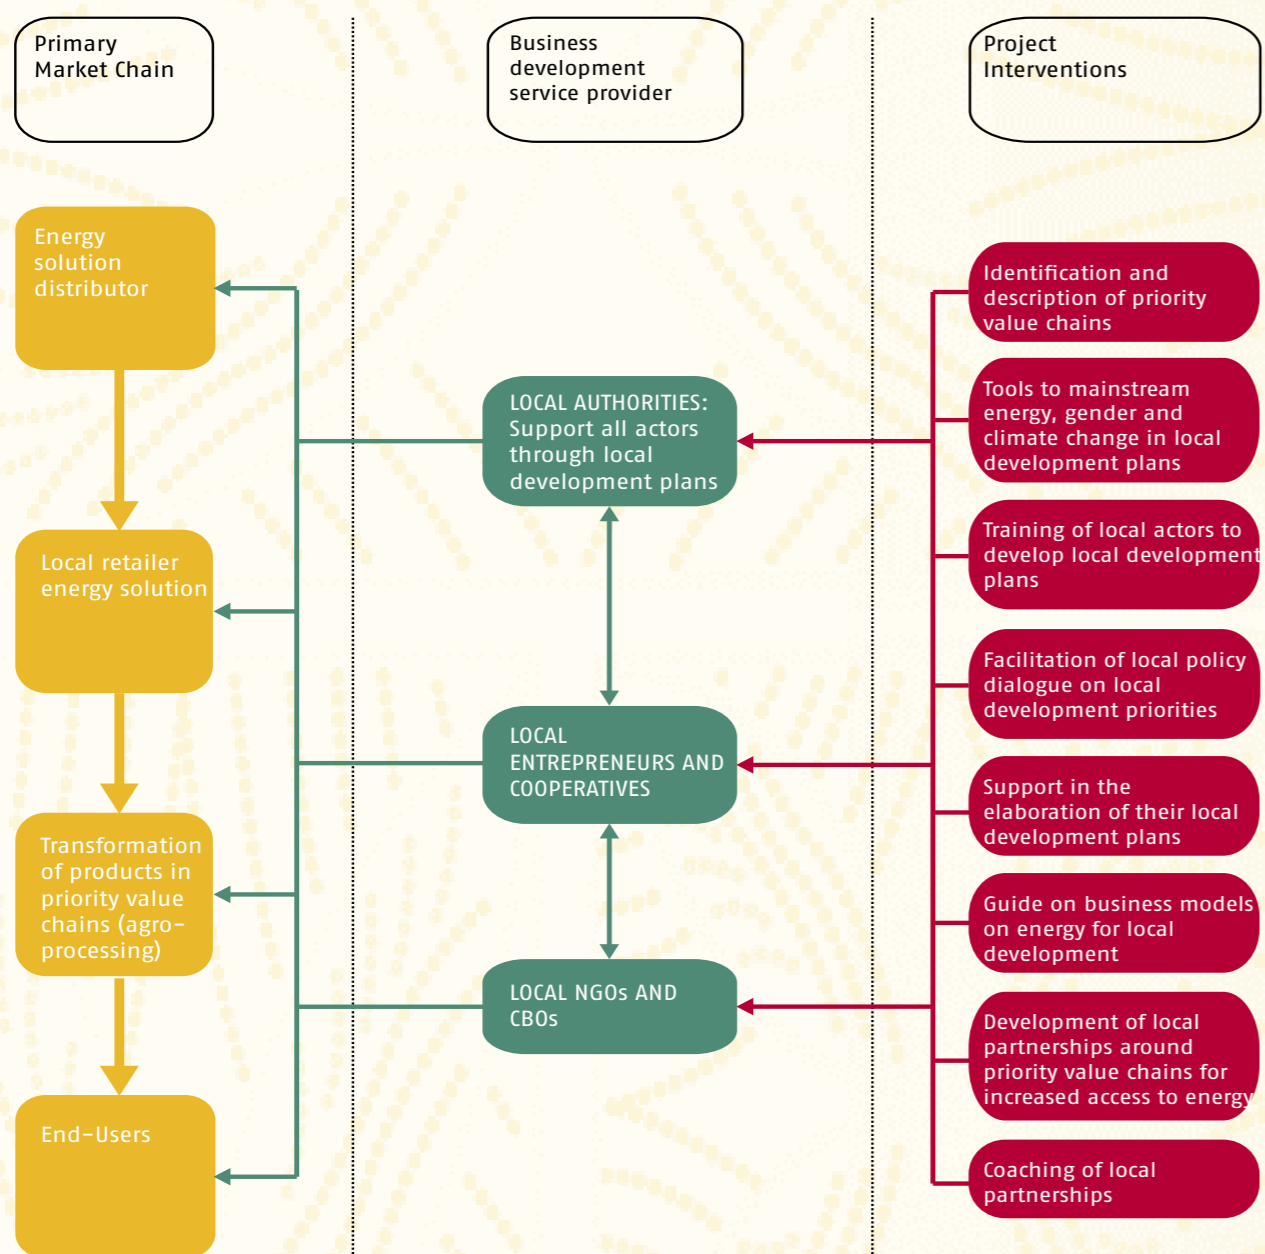 Primary
Market Chain
Business
development
service provider
Project
Interventions
Energy
solution
distributor
Local retailer
energy solution
Transformation
of products in
priority value
chains (agro-
processing)
End-Users
LOCAL AUTHORITIES:
Support all actors
through local
development plans
LOCAL
ENTREPRENEURS AND
COOPERATIVES
LOCAL NGOs AND
CBOs
Identification and
description of priority
value chains
Tools to mainstream
energy, gender and
climate change in local
development plans
Training of local actors to
develop local development
plans
Facilitation of local policy
dialogue on local
development priorities
Support in the
elaboration of their local
development plans
Guide on business models
on energy for local
development
Development of local
partnerships around
priority value chains for
increased access to energy
Coaching of local
partnerships